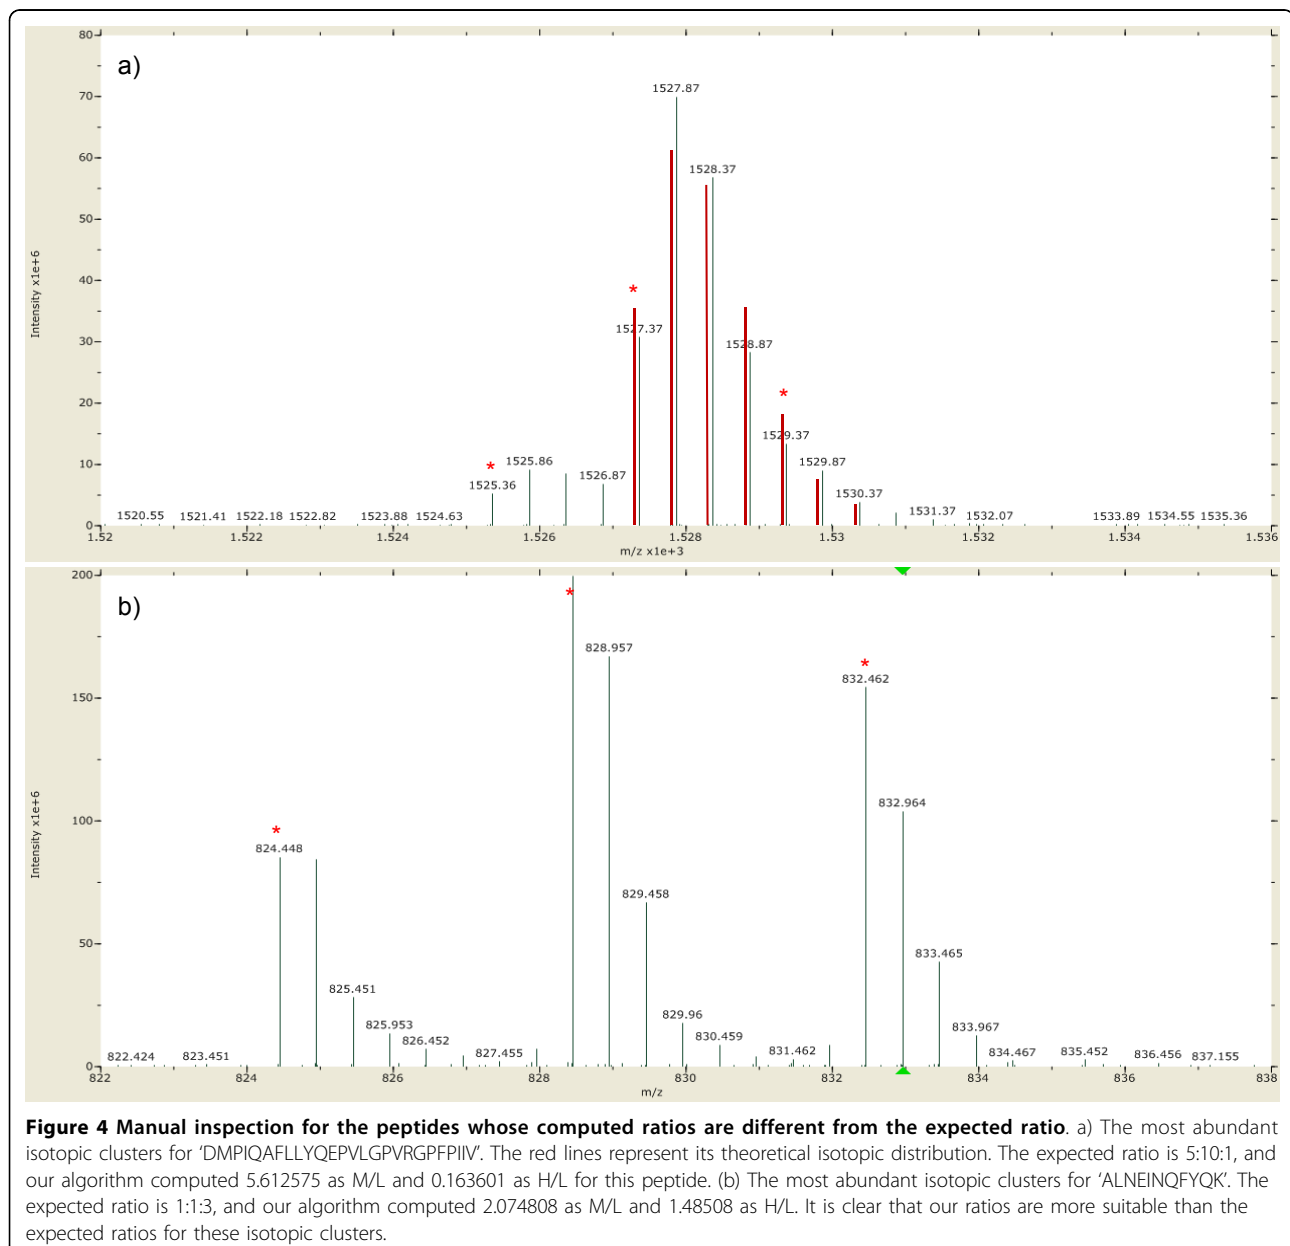 a)
80
70
60
50
40
30
20
10
0
Intensity x1e+6
1527.87
1528.37
*
1527.37
1528.87
*
1529.37
*
1525.86
1525.36
1526.87
1529.87
1530.37
1520.55 1521.41 1522.18 1522.82 1523.88 1524.63 1531.37 1532.07 1533.89 1534.55 1535.36
1.52 1.522 1.524 1.526 1.528 1.53 1.532 1.534 1.536
m/z x1e+3
b)
200
150
100
50
0
Intensity x1e+6
*
828.957
*
832.462
*
824.448
832.964
829.458
833.465
825.451
825.953
829.96
826.452
830.459
833.967
822.424 823.451 827.455 831.462 834.467 835.452 836.456 837.155
822 824 826 828 830 832 834 836 838
m/z
Figure 4 Manual inspection for the peptides whose computed ratios are different from the expected ratio. a) The most abundant
isotopic clusters for ‘DMPIQAFLLYQEPVLGPVRGPFPIIV’. The red lines represent its theoretical isotopic distribution. The expected ratio is 5:10:1, and
our algorithm computed 5.612575 as M/L and 0.163601 as H/L for this peptide. (b) The most abundant isotopic clusters for ‘ALNEINQFYQK’. The
expected ratio is 1:1:3, and our algorithm computed 2.074808 as M/L and 1.48508 as H/L. It is clear that our ratios are more suitable than the
expected ratios for these isotopic clusters.